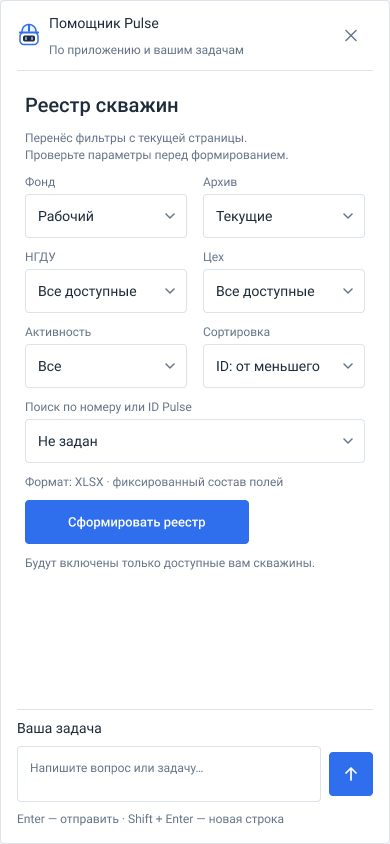 Помощник Pulse
По приложению и вашим задачам
Реестр скважин
Перенёс фильтры с текущей страницы.
Проверьте параметры перед формированием.
Фонд
Архив
Рабочий
Текущие
НГДУ
Цех
Все доступные
Все доступные
Активность
Сортировка
Все
ID: от меньшего
Поиск по номеру или ID Pulse
Не задан
Формат: XLSX · фиксированный состав полей
Сформировать реестр
Будут включены только доступные вам скважины.
Ваша задача
Напишите вопрос или задачу…
Enter — отправить · Shift + Enter — новая строка